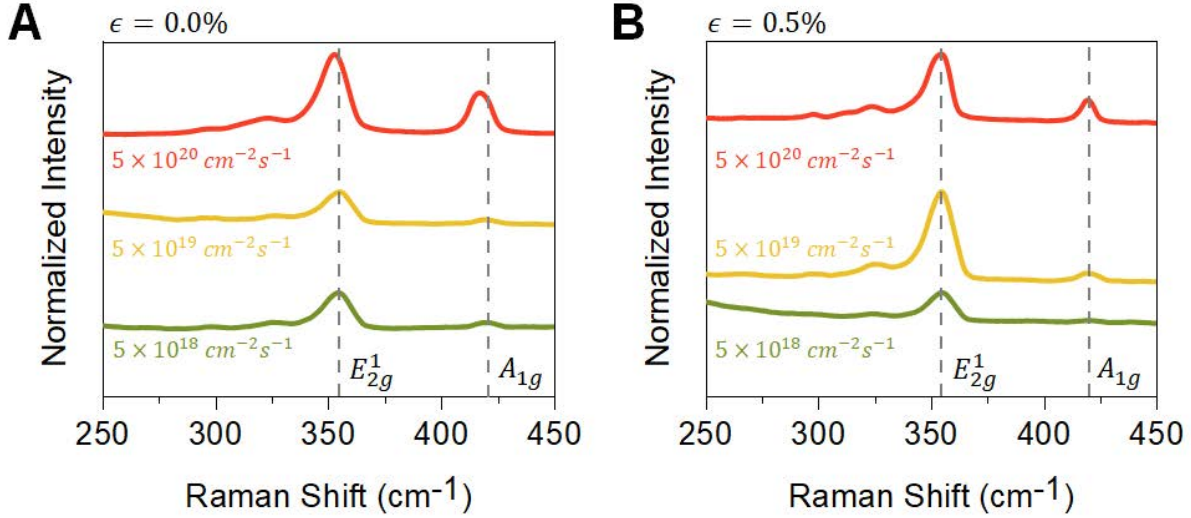 A
ϵ = 0.0%
Normalized Intensity
5 × 10²⁰ cm⁻²s⁻¹
5 × 10¹⁹ cm⁻²s⁻¹
5 × 10¹⁸ cm⁻²s⁻¹
E¹₂g A₁g
250 300 350 400 450
Raman Shift (cm⁻¹)
B
ϵ = 0.5%
Normalized Intensity
5 × 10²⁰ cm⁻²s⁻¹
5 × 10¹⁹ cm⁻²s⁻¹
5 × 10¹⁸ cm⁻²s⁻¹
E¹₂g A₁g
250 300 350 400 450
Raman Shift (cm⁻¹)